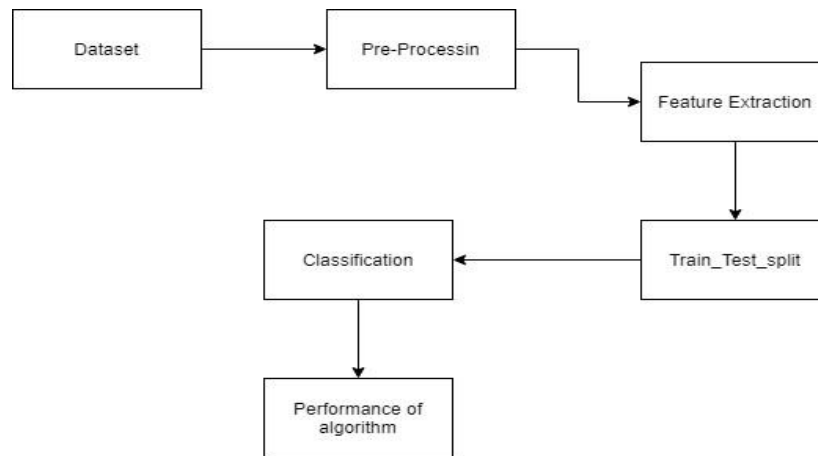 Dataset
Pre-Processin
Feature Extraction
Train_Test_split
Classification
Performance of
algorithm